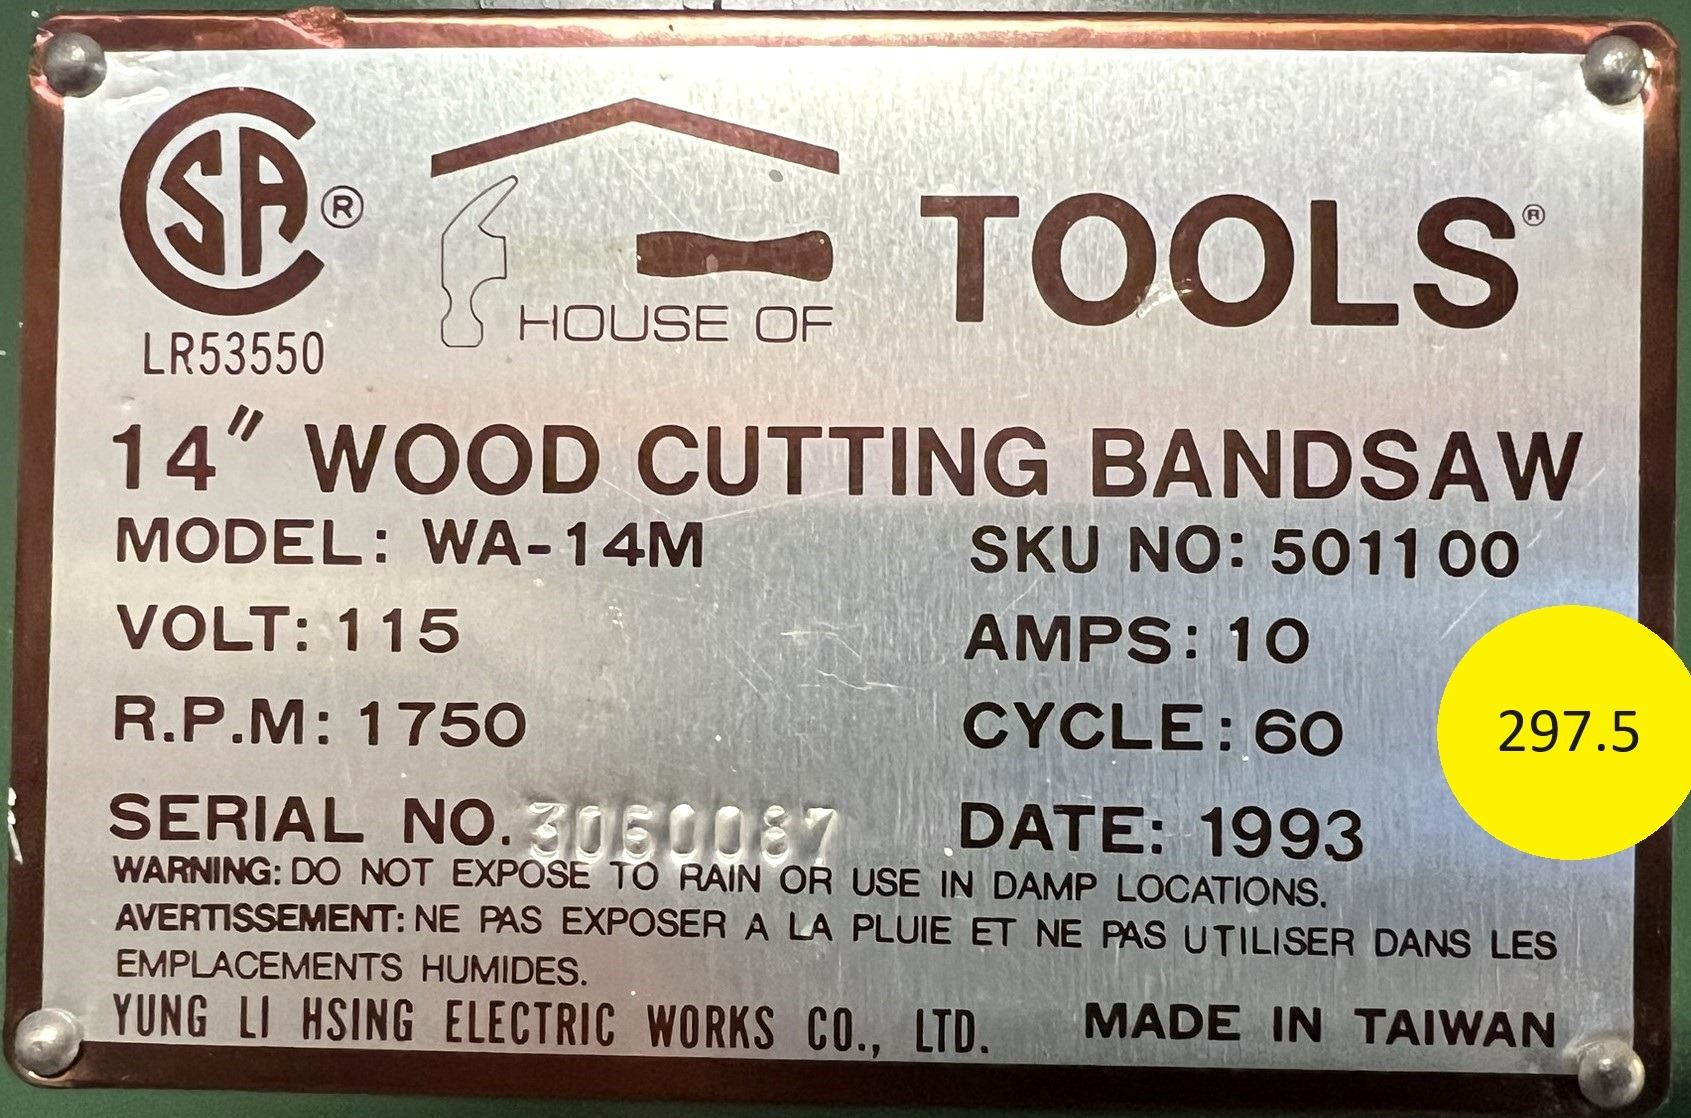 CSA ®
LR53550
HOUSE OF TOOLS ®
14" WOOD CUTTING BANDSAW
MODEL: WA-14M SKU NO: 501100
VOLT: 115 AMPS: 10
R.P.M: 1750 CYCLE: 60
297.5
SERIAL NO. 3060087 DATE: 1993
WARNING: DO NOT EXPOSE TO RAIN OR USE IN DAMP LOCATIONS.
AVERTISSEMENT: NE PAS EXPOSER A LA PLUIE ET NE PAS UTILISER DANS LES
EMPLACEMENTS HUMIDES.
YUNG LI HSING ELECTRIC WORKS CO., LTD. MADE IN TAIWAN